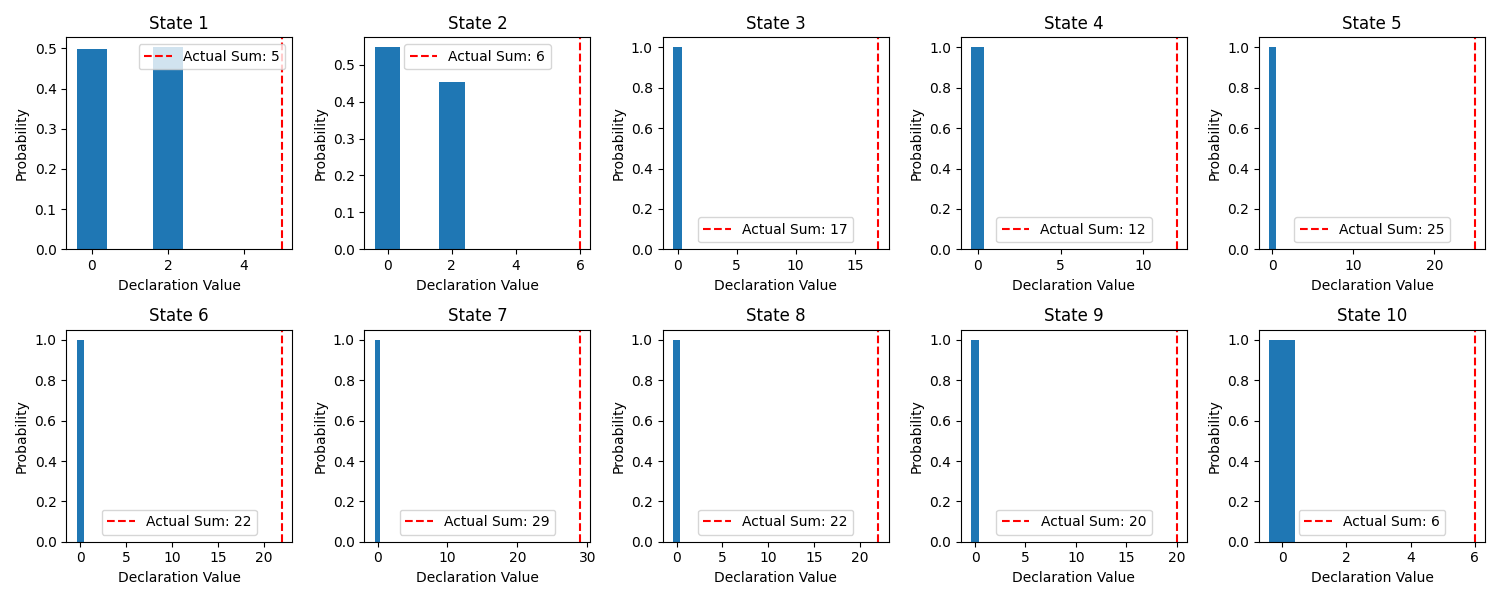 State 1
State 2
State 3
State 4
State 5
Probability
0.5
0.4
0.3
0.2
0.1
0.0
Actual Sum: 5
0 2 4
Declaration Value
Probability
0.5
0.4
0.3
0.2
0.1
0.0
Actual Sum: 6
0 2 4 6
Declaration Value
Probability
1.0
0.8
0.6
0.4
0.2
0.0
Actual Sum: 17
0 5 10 15
Declaration Value
Probability
1.0
0.8
0.6
0.4
0.2
0.0
Actual Sum: 12
0 5 10
Declaration Value
Probability
1.0
0.8
0.6
0.4
0.2
0.0
Actual Sum: 25
0 10 20
Declaration Value
State 6
State 7
State 8
State 9
State 10
Probability
1.0
0.8
0.6
0.4
0.2
0.0
Actual Sum: 22
0 5 10 15 20
Declaration Value
Probability
1.0
0.8
0.6
0.4
0.2
0.0
Actual Sum: 29
0 10 20 30
Declaration Value
Probability
1.0
0.8
0.6
0.4
0.2
0.0
Actual Sum: 22
0 5 10 15 20
Declaration Value
Probability
1.0
0.8
0.6
0.4
0.2
0.0
Actual Sum: 20
0 5 10 15 20
Declaration Value
Probability
1.0
0.8
0.6
0.4
0.2
0.0
Actual Sum: 6
0 2 4 6
Declaration Value